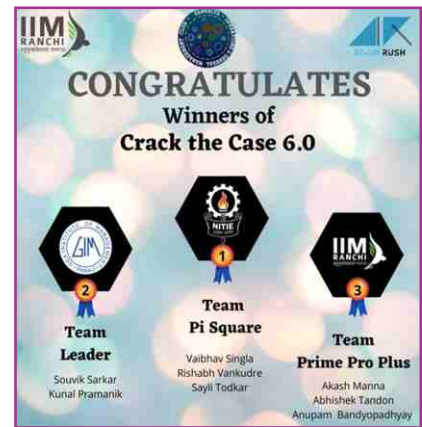 IIM
RANCHI
RUSH
CONGRATULATES
Winners of
Crack the Case 6.0
GIM
2
Team
Leader
Souvik Sarkar
Kunal Pramanik
NITIE
1
Team
Pi Square
Vaibhav Singla
Rishabh Vankudre
Sayli Todkar
IIM
RANCHI
3
Team
Prime Pro Plus
Akash Manna
Abhishek Tandon
Anupam Bandyopadhyay